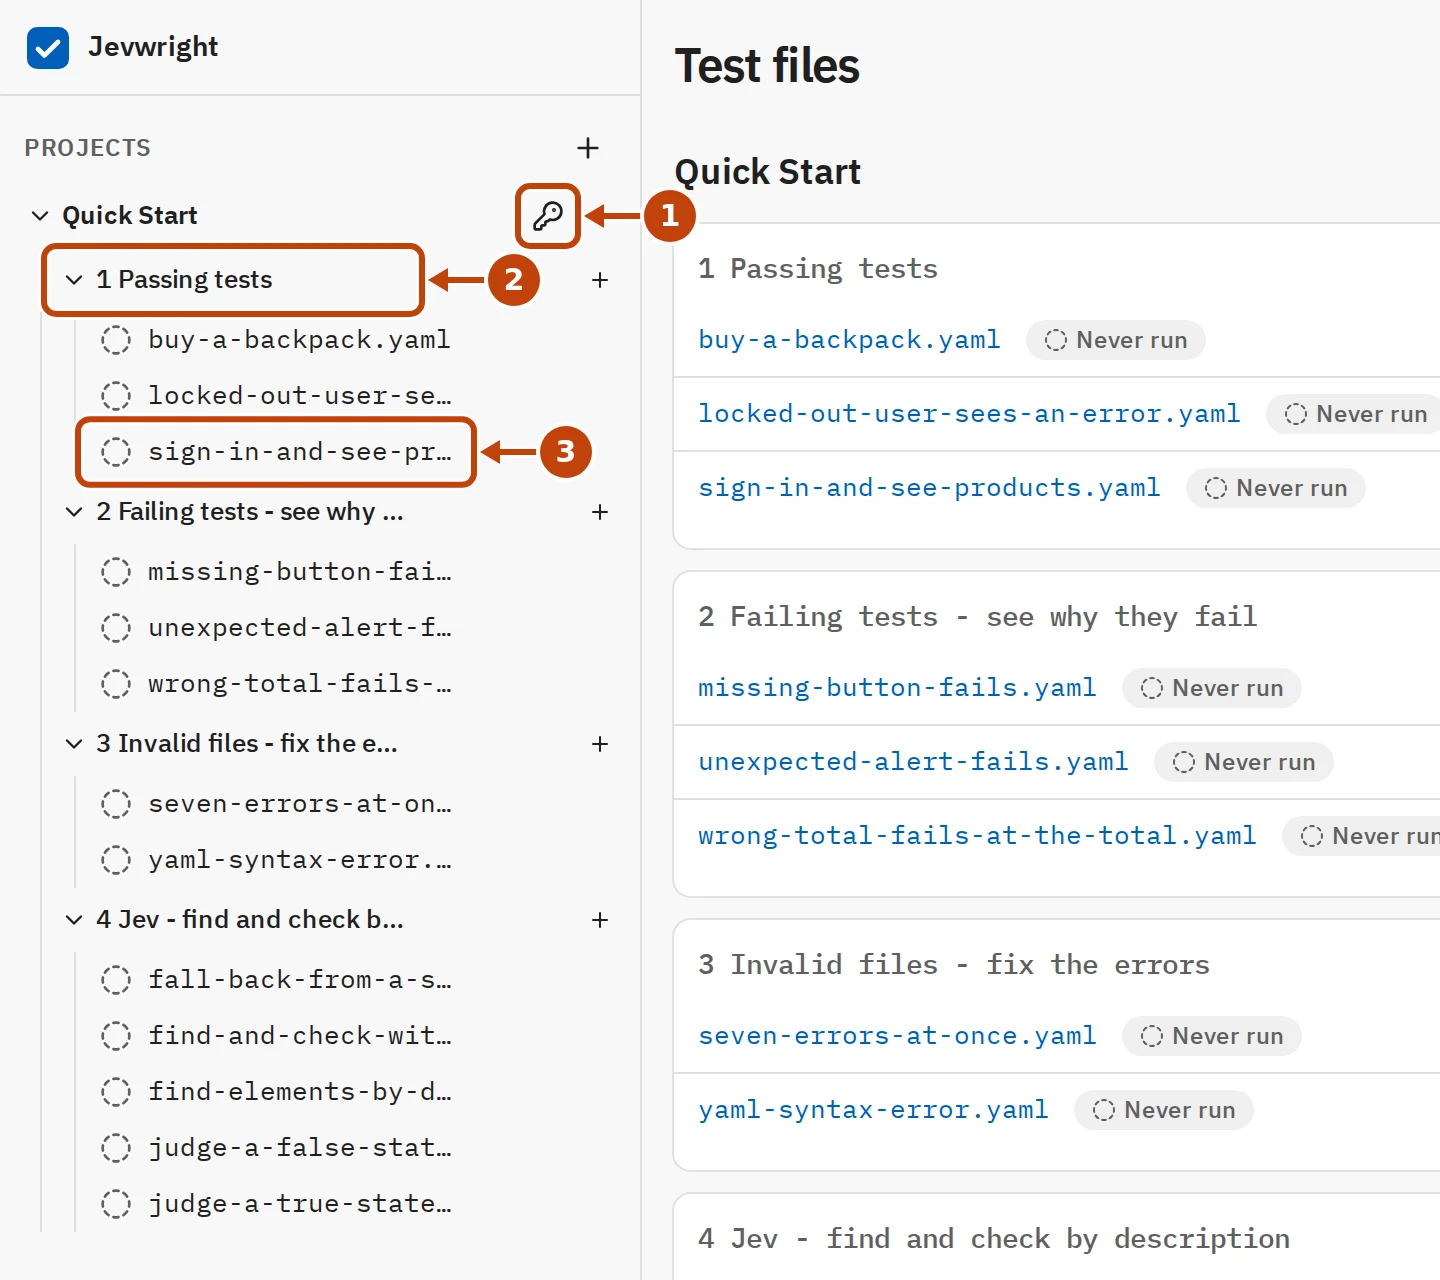 Jevwright
PROJECTS
Quick Start
1
1 Passing tests
2
buy-a-backpack.yaml
locked-out-user-se…
sign-in-and-see-pr…
3
2 Failing tests - see why …
missing-button-fai…
unexpected-alert-f…
wrong-total-fails-…
3 Invalid files - fix the e…
seven-errors-at-on…
yaml-syntax-error.…
4 Jev - find and check b…
fall-back-from-a-s…
find-and-check-wit…
find-elements-by-d…
judge-a-false-stat…
judge-a-true-state…
Test files
Quick Start
1 Passing tests
buy-a-backpack.yaml Never run
locked-out-user-sees-an-error.yaml Never run
sign-in-and-see-products.yaml Never run
2 Failing tests - see why they fail
missing-button-fails.yaml Never run
unexpected-alert-fails.yaml Never run
wrong-total-fails-at-the-total.yaml Never run
3 Invalid files - fix the errors
seven-errors-at-once.yaml Never run
yaml-syntax-error.yaml Never run
4 Jev - find and check by description